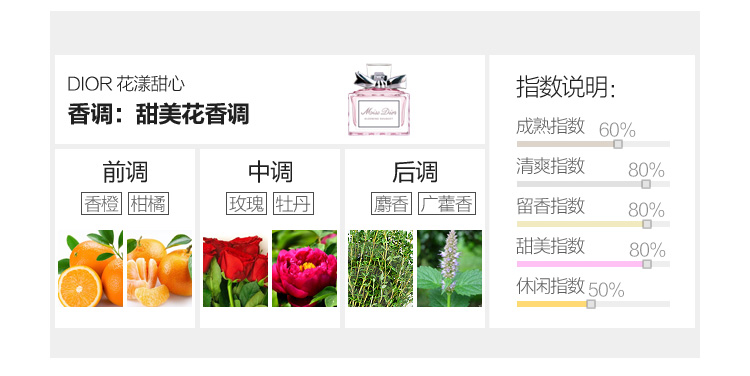 DIOR 花漾甜心
香调：甜美花香调
Miss Dior
前调
香橙 柑橘
中调
玫瑰 牡丹
后调
麝香 广藿香
指数说明：
成熟指数 60%
清爽指数 80%
留香指数 80%
甜美指数 80%
休闲指数 50%